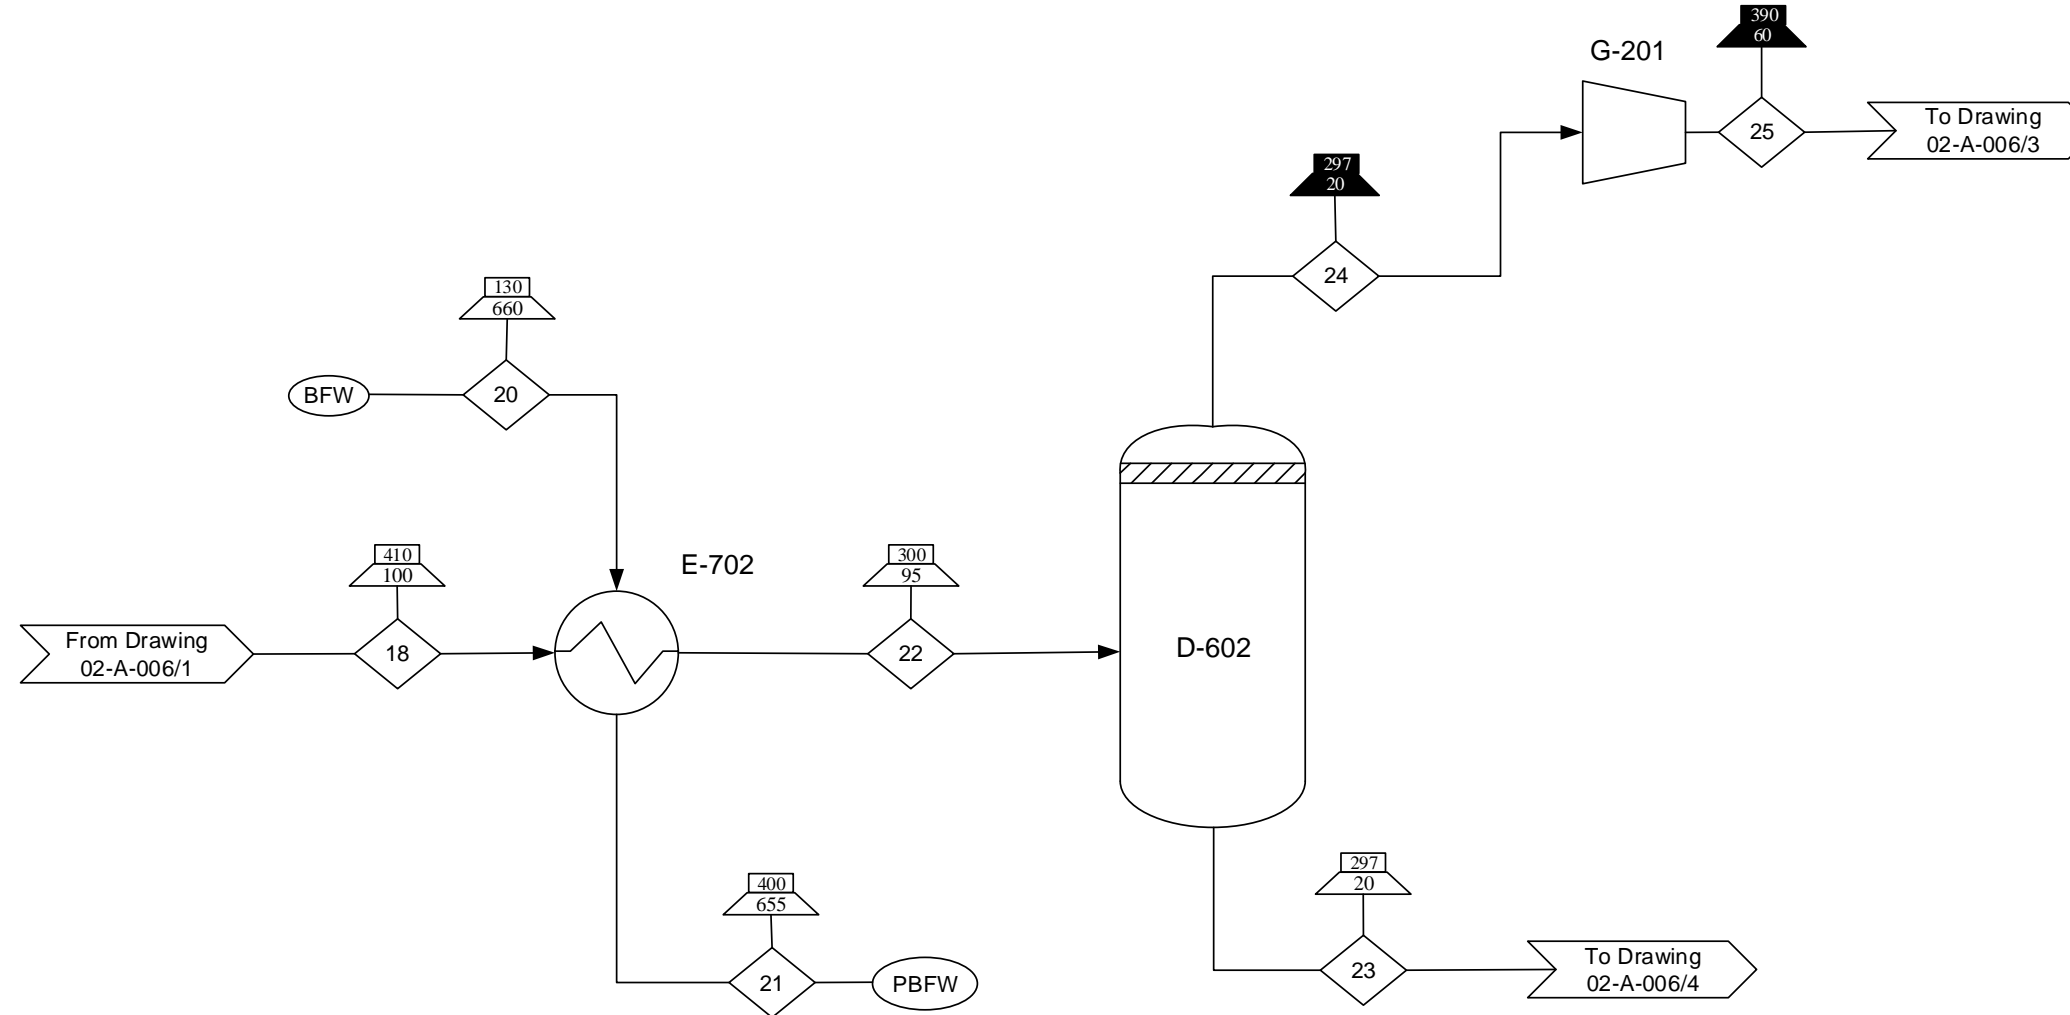 390
60
G-201
25
To Drawing
02-A-006/3
297
20
24
130
660
BFW
20
410
100
E-702
300
95
From Drawing
02-A-006/1
18
22
D-602
400
655
21
PBFW
297
20
23
To Drawing
02-A-006/4